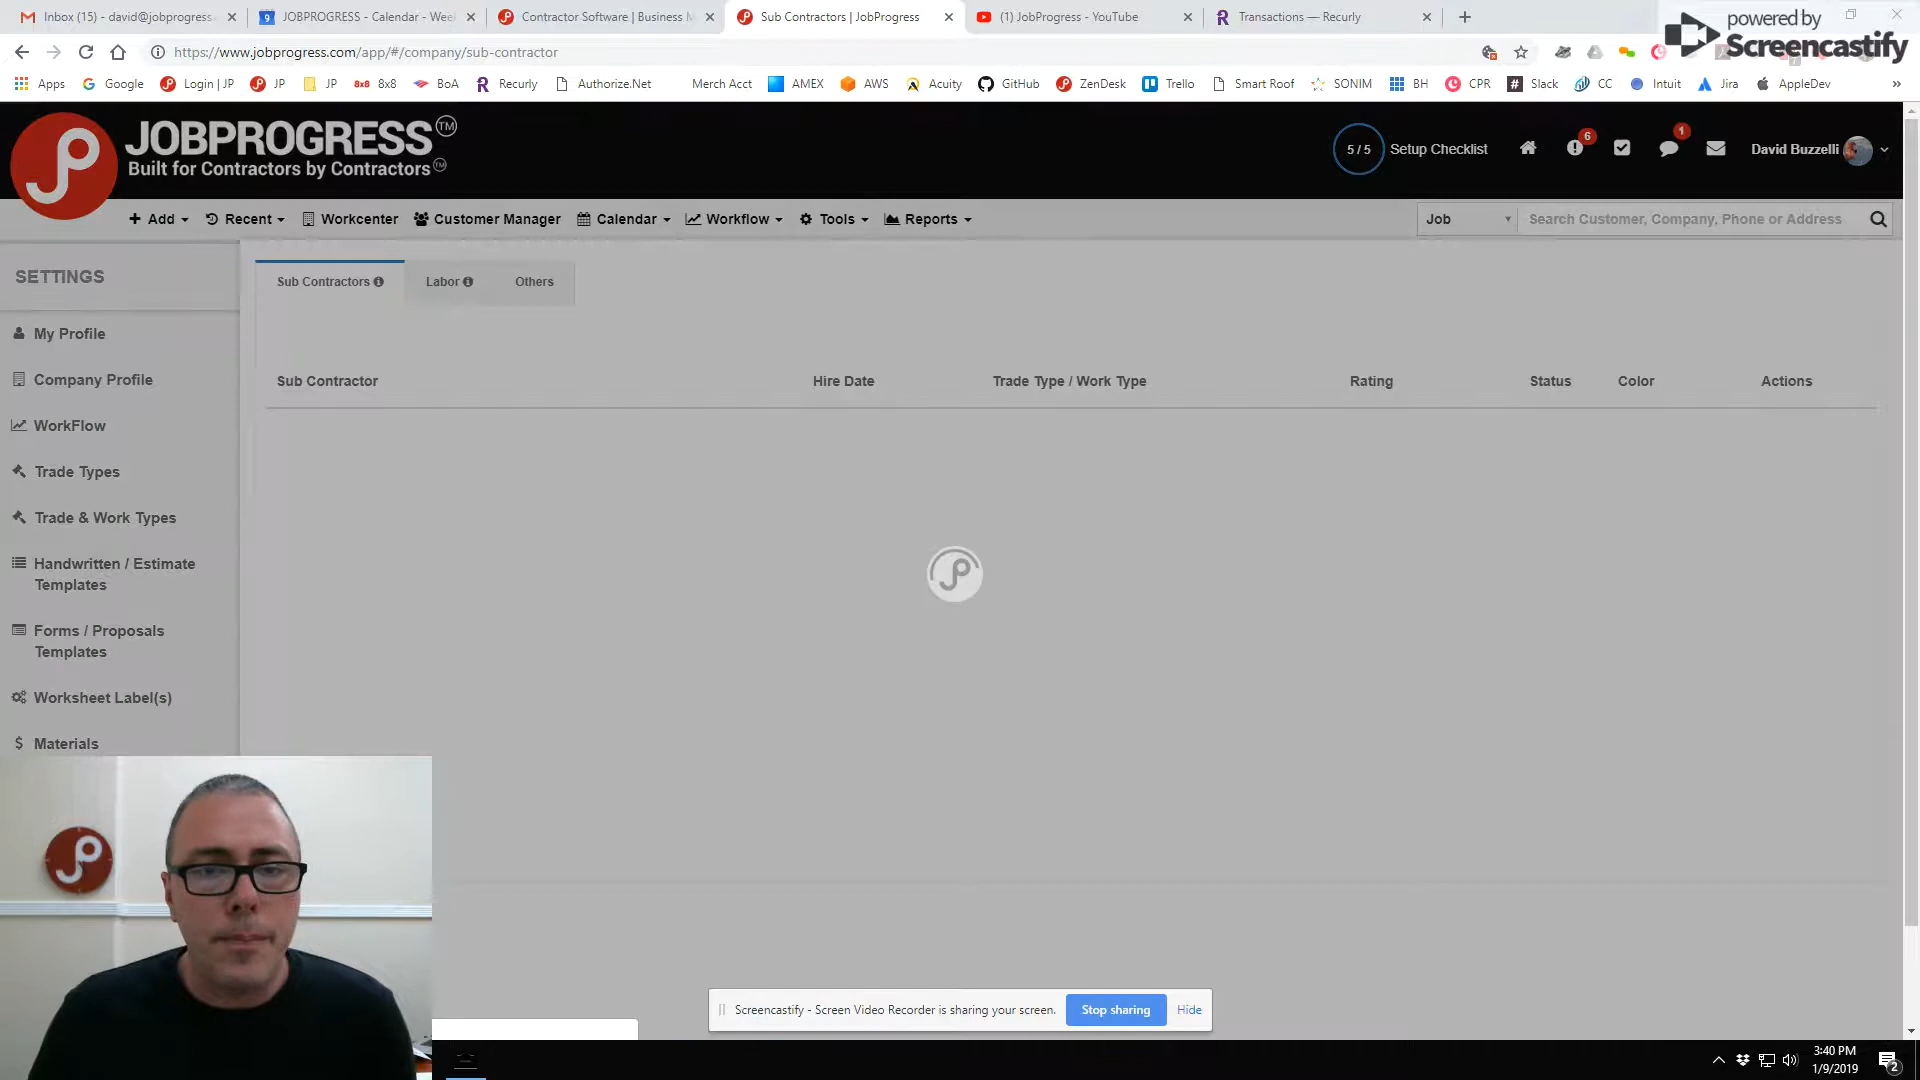 Inbox (15) - david@jobprogress
JOBPROGRESS - Calendar - Wee
Contractor Software | Business M
Sub Contractors | JobProgress
(1) JobProgress - YouTube
Transactions — Recurly
powered by
Screencastify
https://www.jobprogress.com/app/#/company/sub-contractor
Apps
Google
Login | JP
JP
JP
8x8
BoA
Recurly
Authorize.Net
Merch Acct
AMEX
AWS
Acuity
GitHub
ZenDesk
Trello
Smart Roof
SONIM
BH
CPR
Slack
CC
Intuit
Jira
AppleDev
JOBPROGRESS TM
Built for Contractors by Contractors
5 / 5
Setup Checklist
6
1
David Buzzelli
Add
Recent
Workcenter
Customer Manager
Calendar
Workflow
Tools
Reports
Job
Search Customer, Company, Phone or Address
SETTINGS
Sub Contractors
Labor
Others
My Profile
Company Profile
WorkFlow
Trade Types
Trade & Work Types
Handwritten / Estimate
Templates
Forms / Proposals
Templates
Worksheet Label(s)
Materials
Sub Contractor
Hire Date
Trade Type / Work Type
Rating
Status
Color
Actions
Screencastify - Screen Video Recorder is sharing your screen.
Stop sharing
Hide
3:40 PM
1/9/2019
2